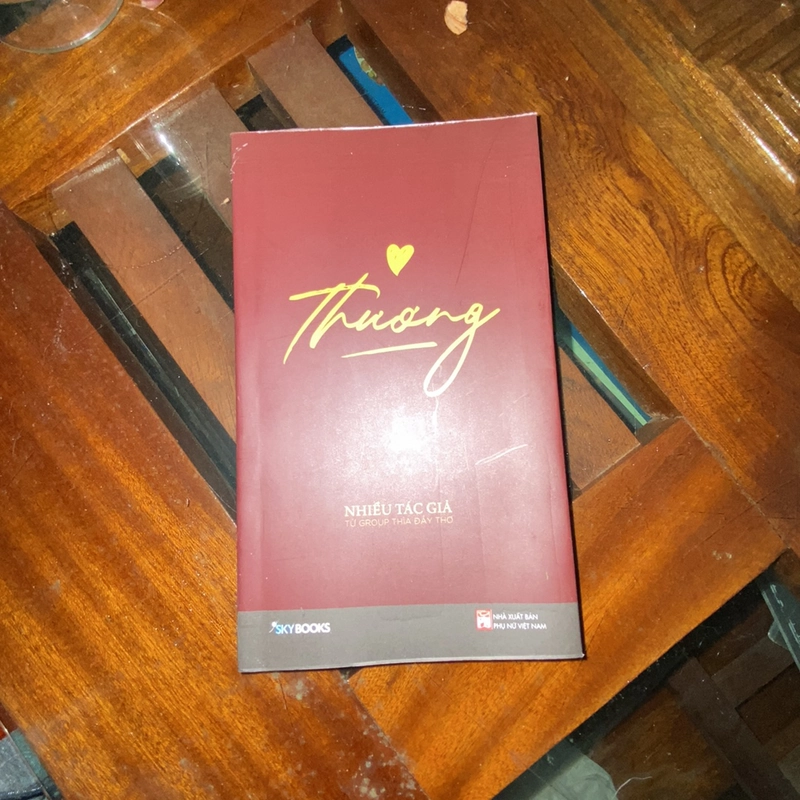 Thương
NHIỀU TÁC GIẢ
TỪ GROUP THÌA ĐẦY THƠ
SKYBOOKS
NHÀ XUẤT BẢN
PHỤ NỮ VIỆT NAM